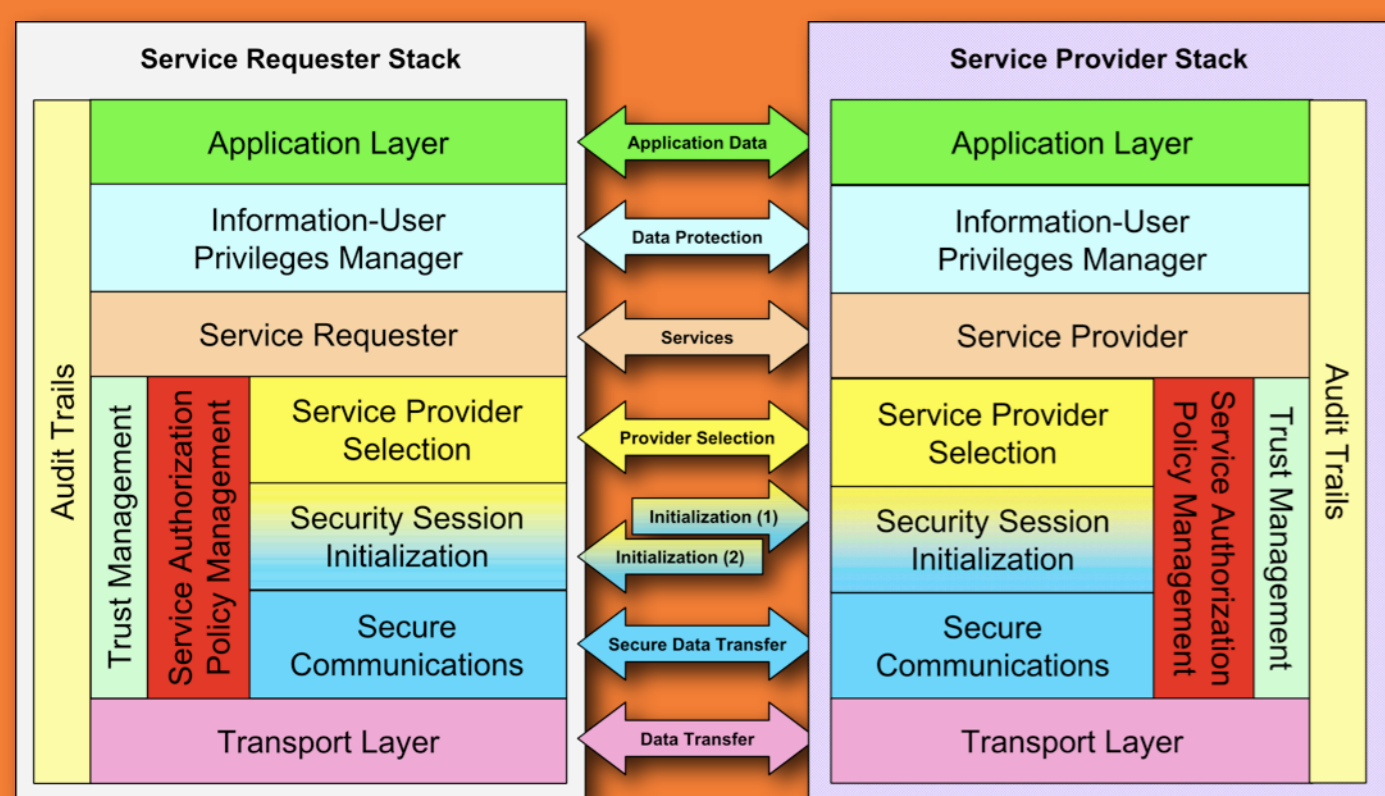 Service Requester Stack
Audit Trails
Application Layer
Information-User
Privileges Manager
Service Requester
Trust Management
Service Authorization
Policy Management
Service Provider
Selection
Security Session
Initialization
Secure
Communications
Transport Layer
Application Data
Data Protection
Services
Provider Selection
Initialization (1)
Initialization (2)
Secure Data Transfer
Data Transfer
Service Provider Stack
Application Layer
Information-User
Privileges Manager
Service Provider
Service Provider
Selection
Security Session
Initialization
Secure
Communications
Service Authorization
Policy Management
Trust Management
Transport Layer
Audit Trails